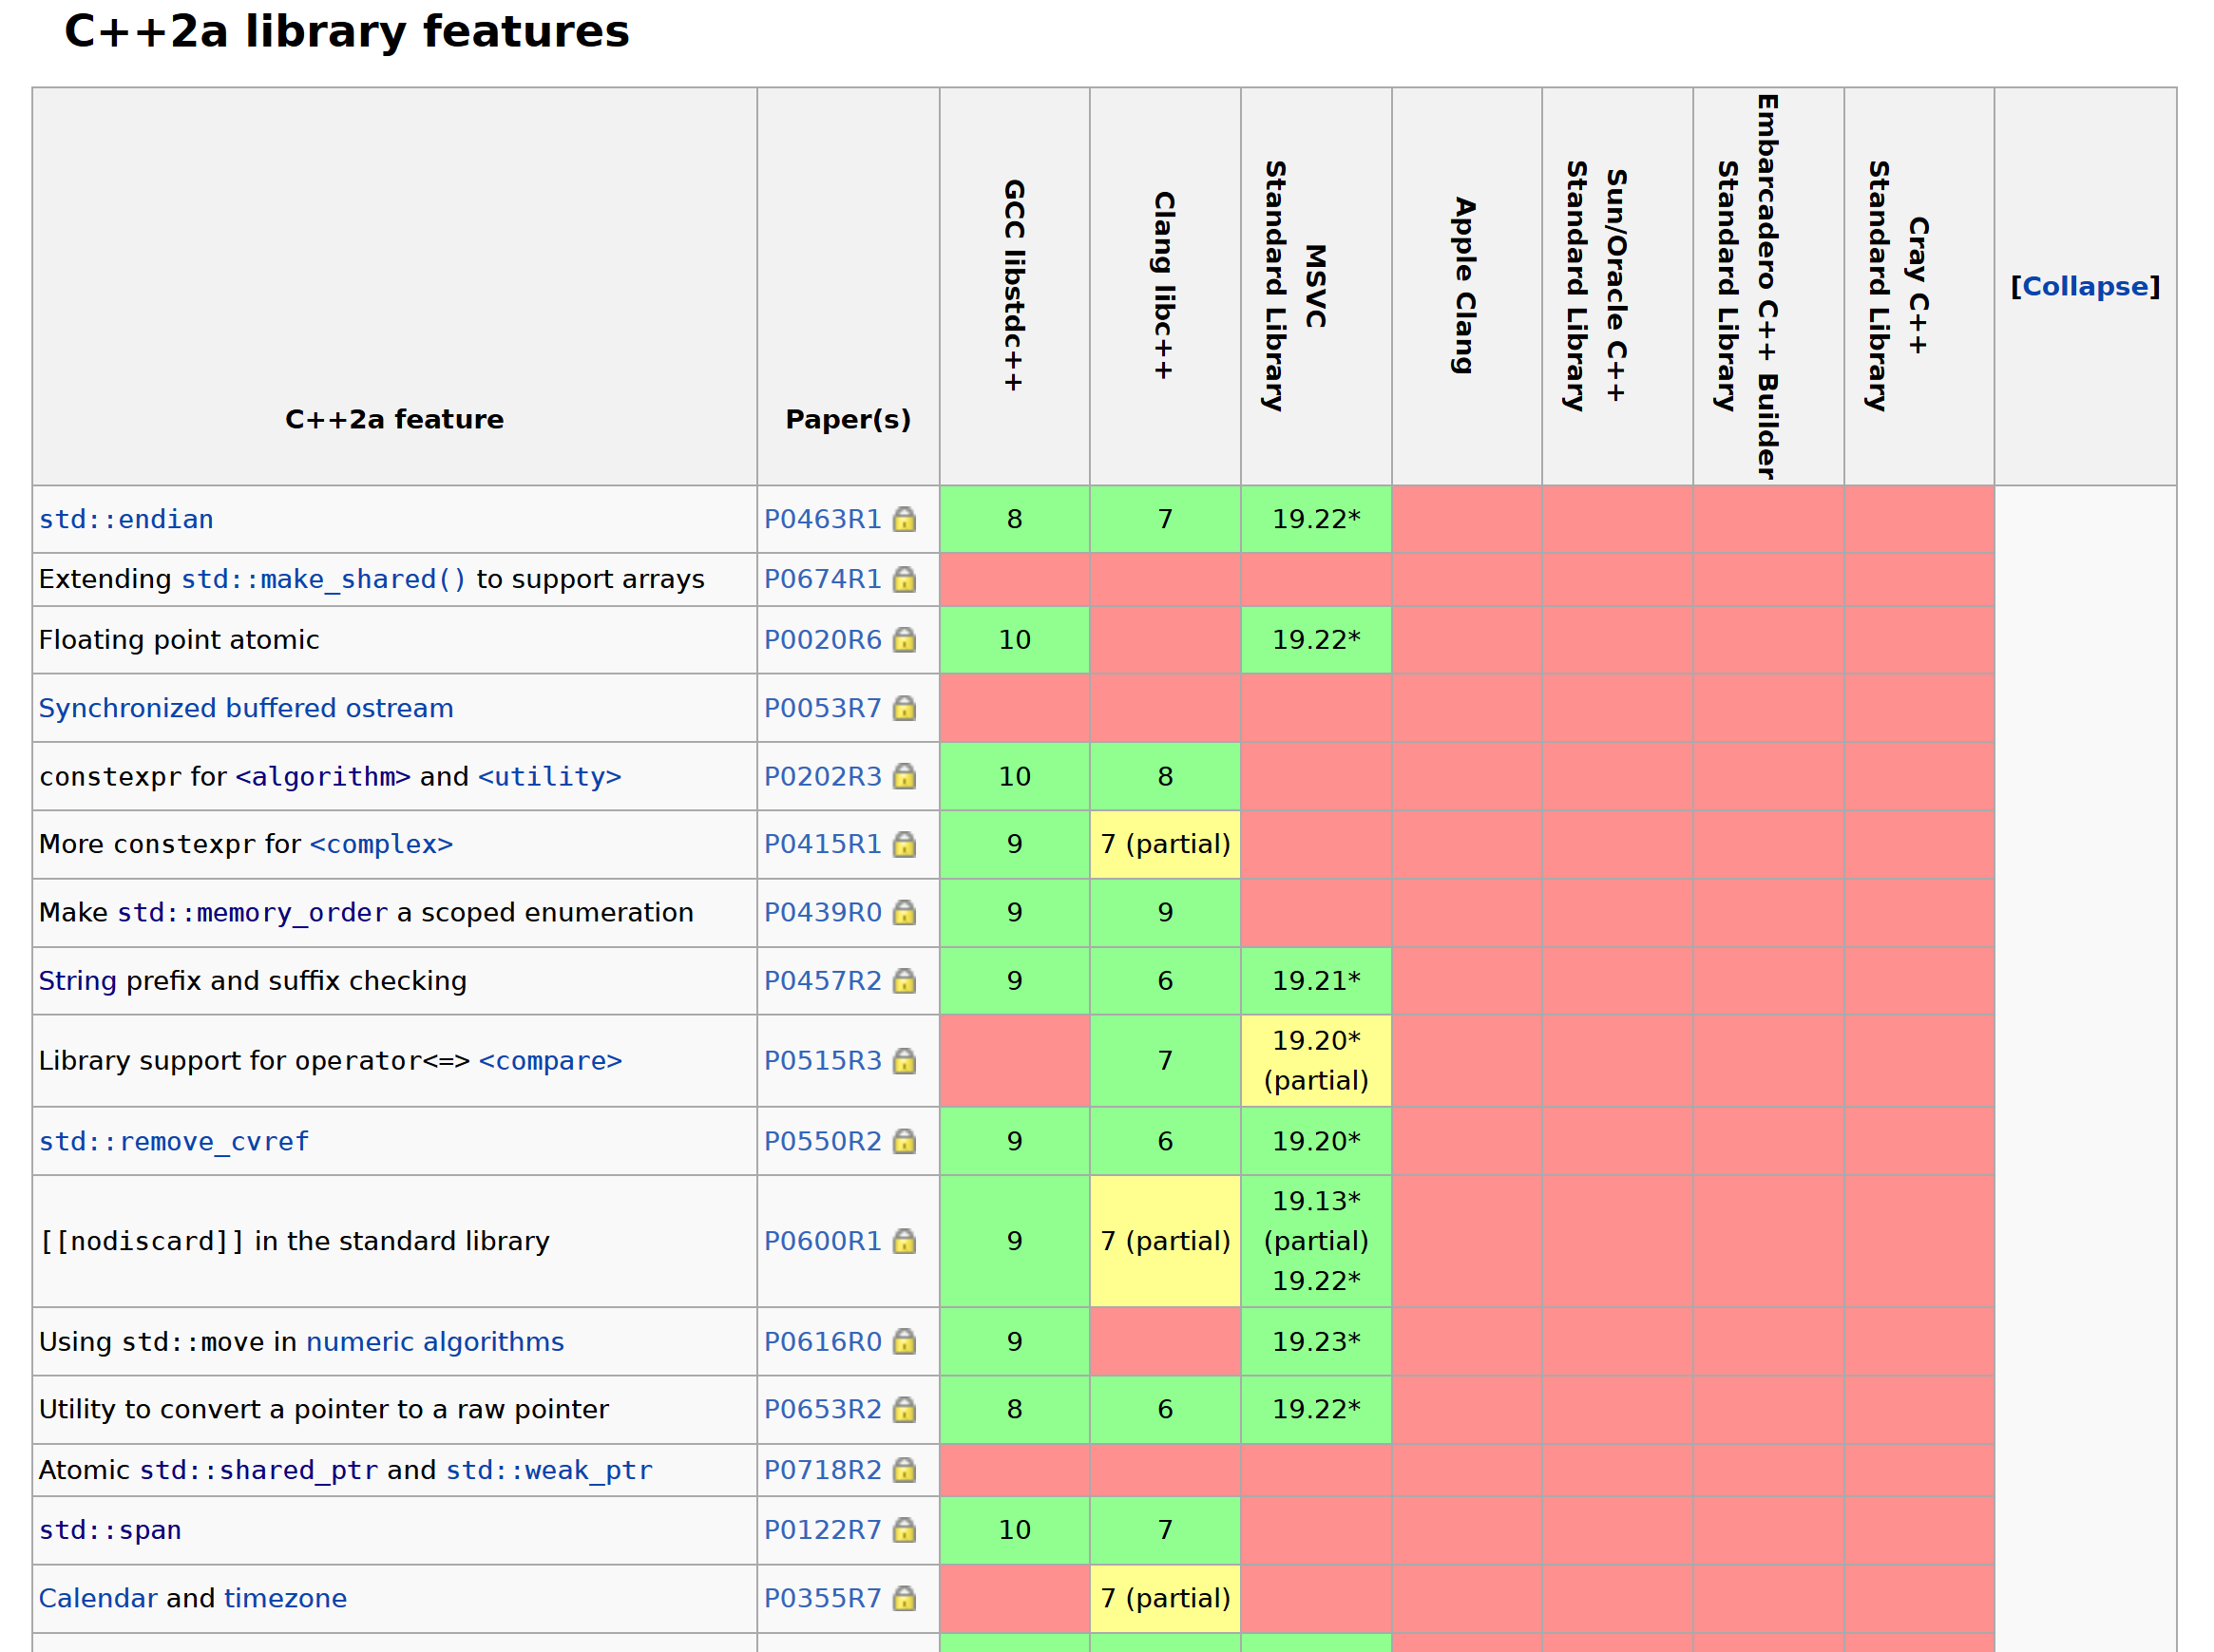 C++2a library features
C++2a feature
Paper(s)
GCC libstdc++
Clang libc++
MSVC
Standard Library
Apple Clang
Sun/Oracle C++
Standard Library
Embarcadero C++ Builder
Standard Library
Cray C++
Standard Library
[Collapse]
std::endian P0463R1 8 7 19.22*
Extending std::make_shared() to support arrays P0674R1
Floating point atomic P0020R6 10 19.22*
Synchronized buffered ostream P0053R7
constexpr for <algorithm> and <utility> P0202R3 10 8
More constexpr for <complex> P0415R1 9 7 (partial)
Make std::memory_order a scoped enumeration P0439R0 9 9
String prefix and suffix checking P0457R2 9 6 19.21*
Library support for operator<=> <compare> P0515R3 7 19.20*
(partial)
std::remove_cvref P0550R2 9 6 19.20*
[[nodiscard]] in the standard library P0600R1 9 7 (partial) 19.13*
(partial)
19.22*
Using std::move in numeric algorithms P0616R0 9 19.23*
Utility to convert a pointer to a raw pointer P0653R2 8 6 19.22*
Atomic std::shared_ptr and std::weak_ptr P0718R2
std::span P0122R7 10 7
Calendar and timezone P0355R7 7 (partial)